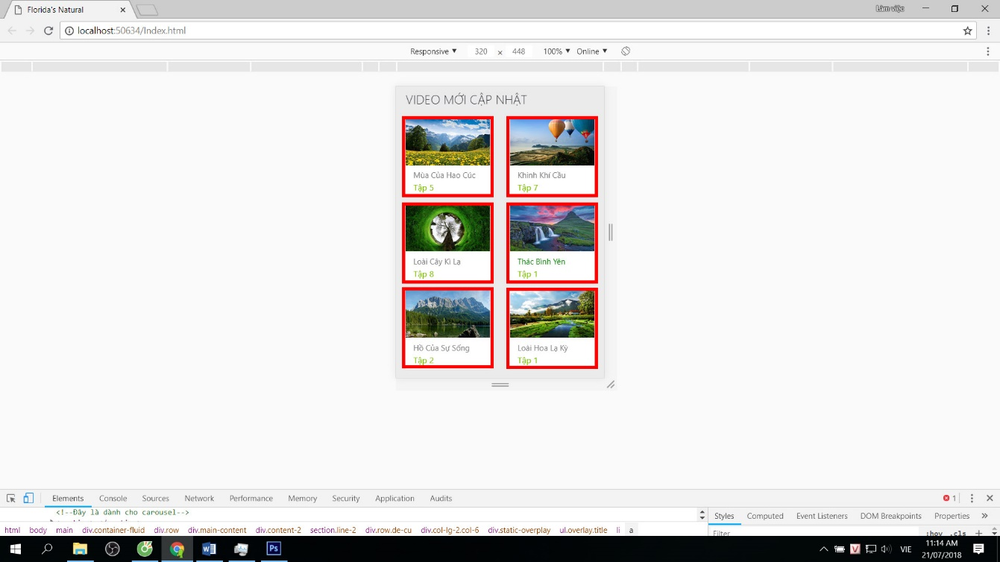 Florida's Natural
Làm việc
localhost:50634/Index.html
Responsive 320 x 448 100% Online
VIDEO MỚI CẬP NHẬT
Mùa Của Hao Cúc
Tập 5
Khinh Khí Cầu
Tập 7
Loài Cây Kì Lạ
Tập 8
Thác Bình Yên
Tập 1
Hồ Của Sự Sống
Tập 2
Loài Hoa Lạ Kỳ
Tập 1
Elements Console Sources Network Performance Memory Security Application Audits 1
<!--Đây là dành cho carousel-->
Styles Computed Event Listeners DOM Breakpoints Properties »
html body main div.container-fluid div.row div.main-content div.content-2 section.line-2 div.row.de-cu div.col-lg-2.col-6 div.static-overplay ul.overlay.title li a
Filter :hov .cls +
VIE
11:14 AM
21/07/2018